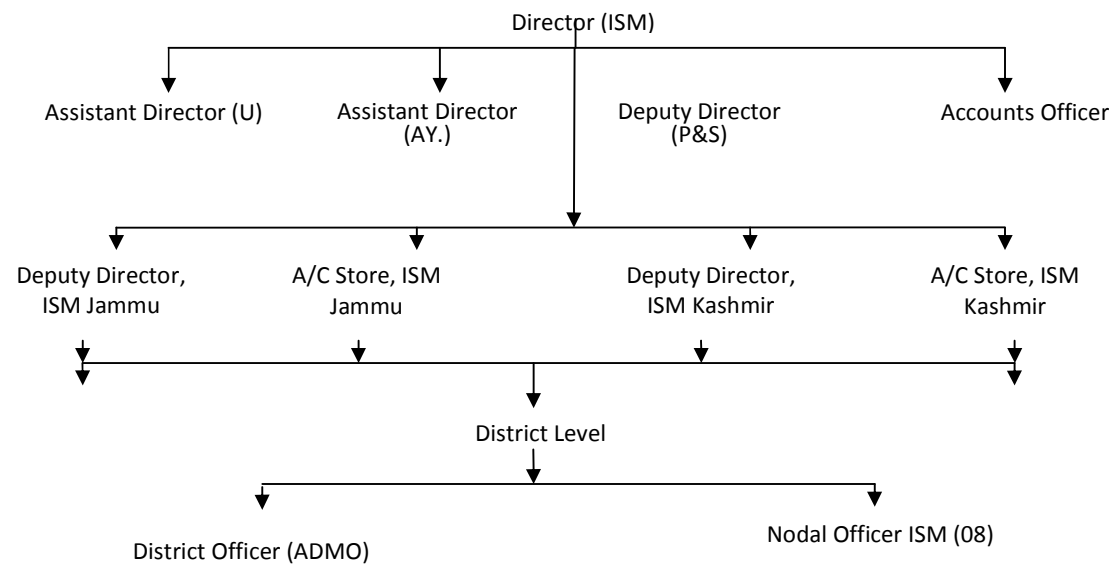 Director (ISM)
Assistant Director (U)
Assistant Director
(AY.)
Deputy Director
(P&S)
Accounts Officer
Deputy Director,
ISM Jammu
A/C Store, ISM
Jammu
Deputy Director,
ISM Kashmir
A/C Store, ISM
Kashmir
District Level
District Officer (ADMO)
Nodal Officer ISM (08)